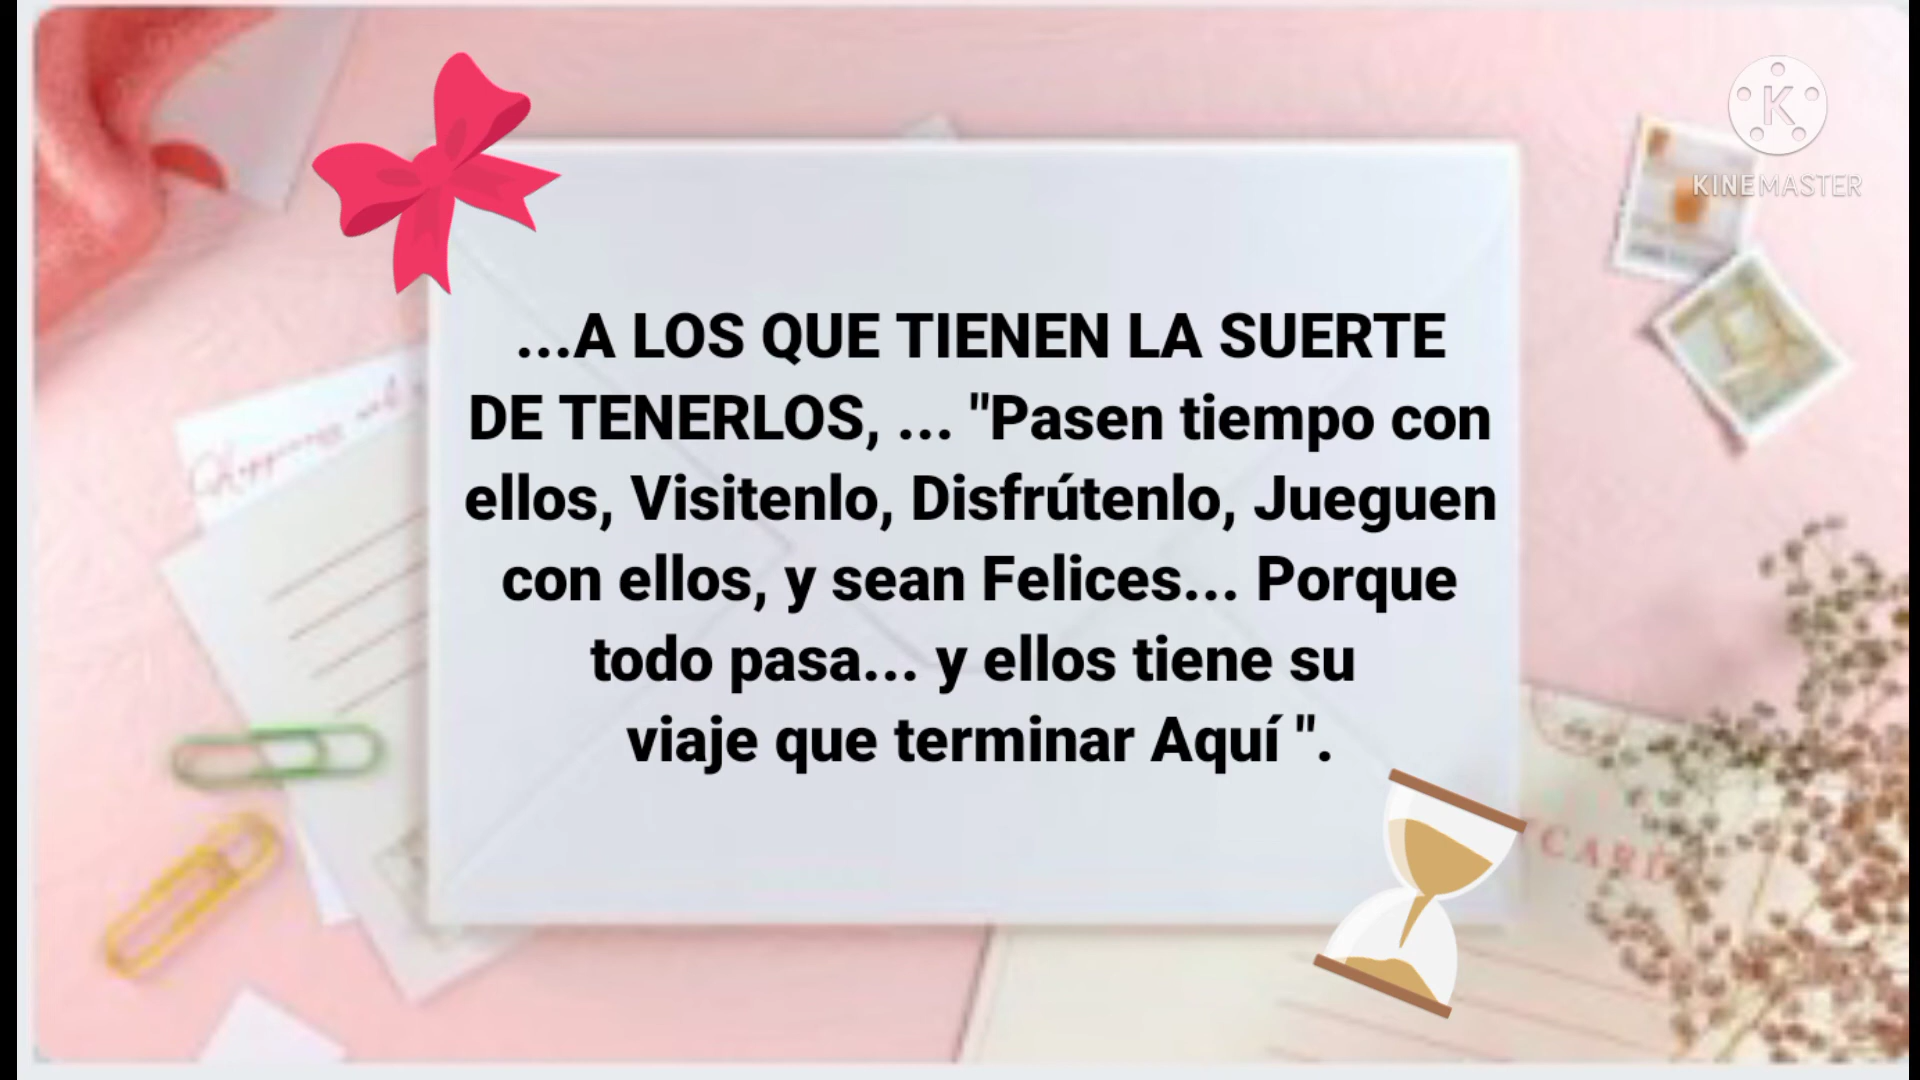 KINEMASTER
...A LOS QUE TIENEN LA SUERTE
DE TENERLOS, ... "Pasen tiempo con
ellos, Visitenlo, Disfrútenlo, Jueguen
con ellos, y sean Felices... Porque
todo pasa... y ellos tiene su
viaje que terminar Aquí ".